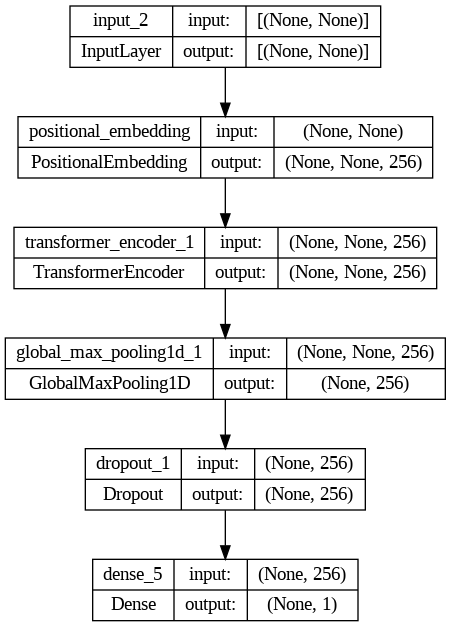 input_2 input: [(None, None)]
InputLayer output: [(None, None)]
positional_embedding input: (None, None)
PositionalEmbedding output: (None, None, 256)
transformer_encoder_1 input: (None, None, 256)
TransformerEncoder output: (None, None, 256)
global_max_pooling1d_1 input: (None, None, 256)
GlobalMaxPooling1D output: (None, 256)
dropout_1 input: (None, 256)
Dropout output: (None, 256)
dense_5 input: (None, 256)
Dense output: (None, 1)